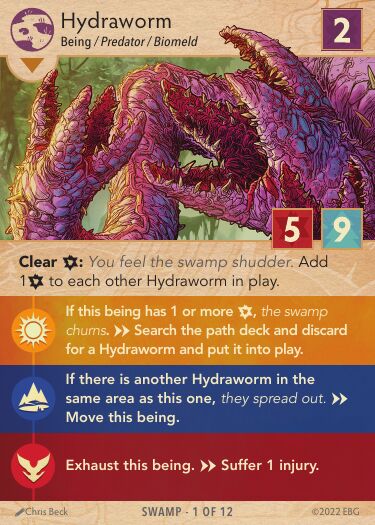 Hydraworm
Being / Predator / Biomeld
2
5 9
Clear : You feel the swamp shudder. Add
1 to each other Hydraworm in play.
If this being has 1 or more , the swamp
churns. Search the path deck and discard
for a Hydraworm and put it into play.
If there is another Hydraworm in the
same area as this one, they spread out.
Move this being.
Exhaust this being. Suffer 1 injury.
Chris Beck SWAMP - 1 OF 12 ©2022 EBG